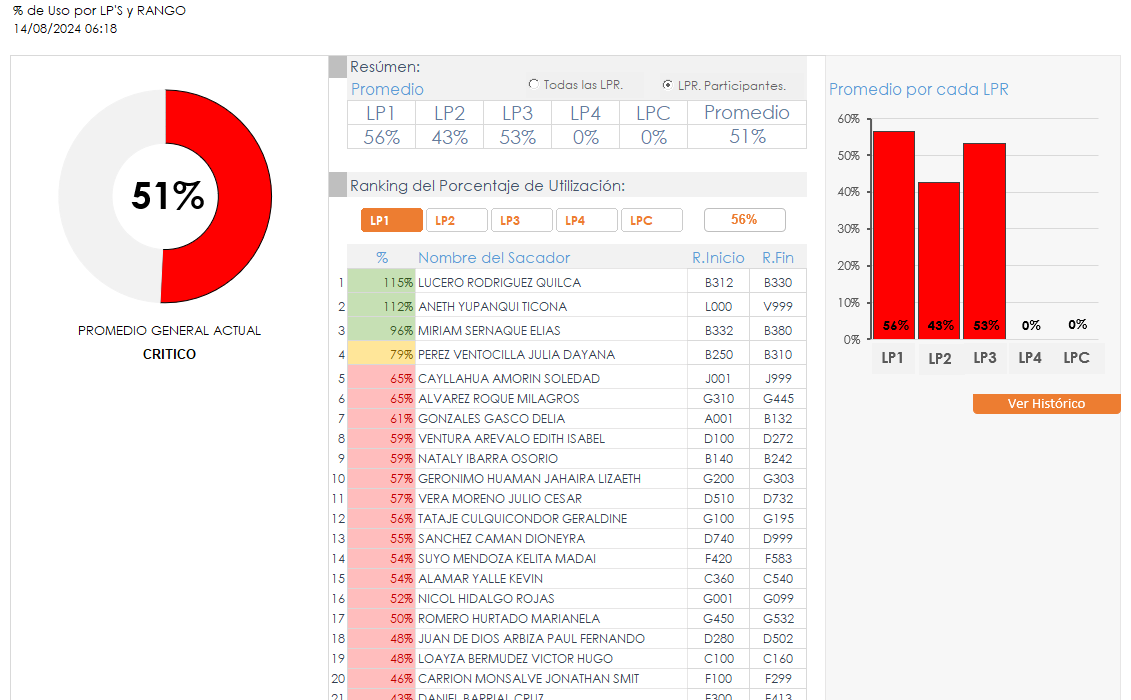 % de Uso por LP'S y RANGO
14/08/2024 06:18
51%
PROMEDIO GENERAL ACTUAL
CRITICO
Resúmen:
Promedio
Todas las LPR.
LPR. Participantes.
LP1 LP2 LP3 LP4 LPC Promedio
56% 43% 53% 0% 0% 51%
Ranking del Porcentaje de Utilización:
LP1 LP2 LP3 LP4 LPC 56%
% Nombre del Sacador R.Inicio R.Fin
1 115% LUCERO RODRIGUEZ QUILCA B312 B330
2 112% ANETH YUPANQUI TICONA L000 V999
3 96% MIRIAM SERNAQUE ELIAS B332 B380
4 79% PEREZ VENTOCILLA JULIA DAYANA B250 B310
5 65% CAYLLAHUA AMORIN SOLEDAD J001 J999
6 65% ALVAREZ ROQUE MILAGROS G310 G445
7 61% GONZALES GASCO DELIA A001 B132
8 59% VENTURA AREVALO EDITH ISABEL D100 D272
9 59% NATALY IBARRA OSORIO B140 B242
10 57% GERONIMO HUAMAN JAHAIRA LIZAETH G200 G303
11 57% VERA MORENO JULIO CESAR D510 D732
12 56% TATAJE CULQUICONDOR GERALDINE G100 G195
13 55% SANCHEZ CAMAN DIONEYRA D740 D999
14 54% SUYO MENDOZA KELITA MADAI F420 F583
15 54% ALAMAR YALLE KEVIN C360 C540
16 52% NICOL HIDALGO ROJAS G001 G099
17 50% ROMERO HURTADO MARIANELA G450 G532
18 48% JUAN DE DIOS ARBIZA PAUL FERNANDO D280 D502
19 48% LOAYZA BERMUDEZ VICTOR HUGO C100 C160
20 46% CARRION MONSALVE JONATHAN SMIT F100 F299
21 43% DANIEL BARRIAL CRUZ F300 F413
Promedio por cada LPR
60%
50%
40%
30%
20%
10%
0%
56% 43% 53% 0% 0%
LP1 LP2 LP3 LP4 LPC
Ver Histórico